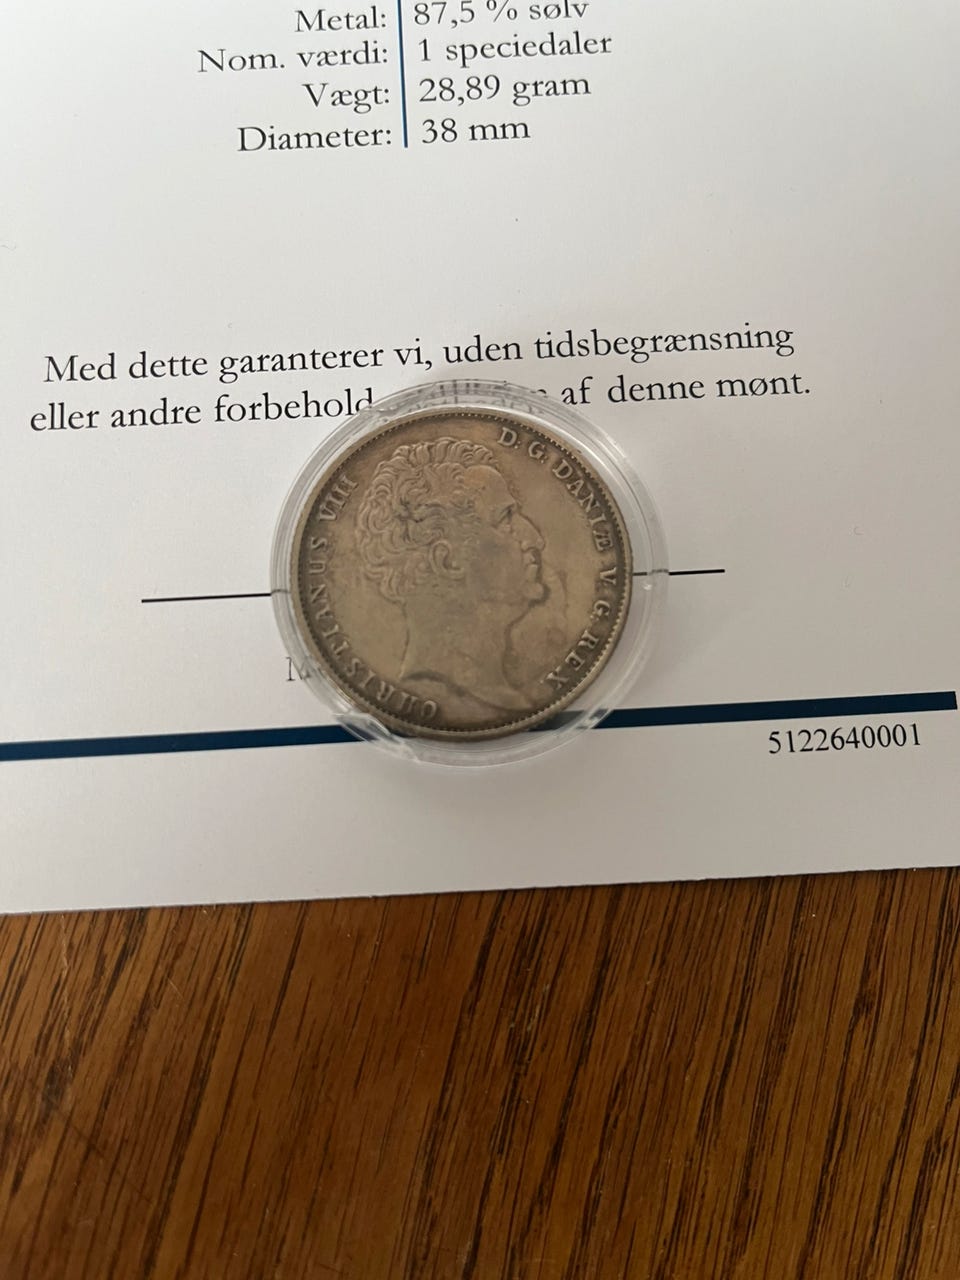 Metal: 87,5 % sølv
Nom. værdi: 1 speciedaler
Vægt: 28,89 gram
Diameter: 38 mm
Med dette garanterer vi, uden tidsbegrænsning
eller andre forbehold af denne mønt.
CHRISTIANUS VIII D. G. DANIÆ V. G. REX.
5122640001